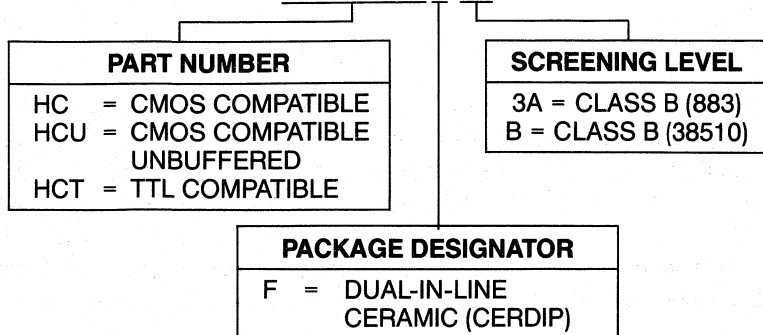 PART NUMBER
HC = CMOS COMPATIBLE
HCU = CMOS COMPATIBLE
UNBUFFERED
HCT = TTL COMPATIBLE
SCREENING LEVEL
3A = CLASS B (883)
B = CLASS B (38510)
PACKAGE DESIGNATOR
F = DUAL-IN-LINE
CERAMIC (CERDIP)